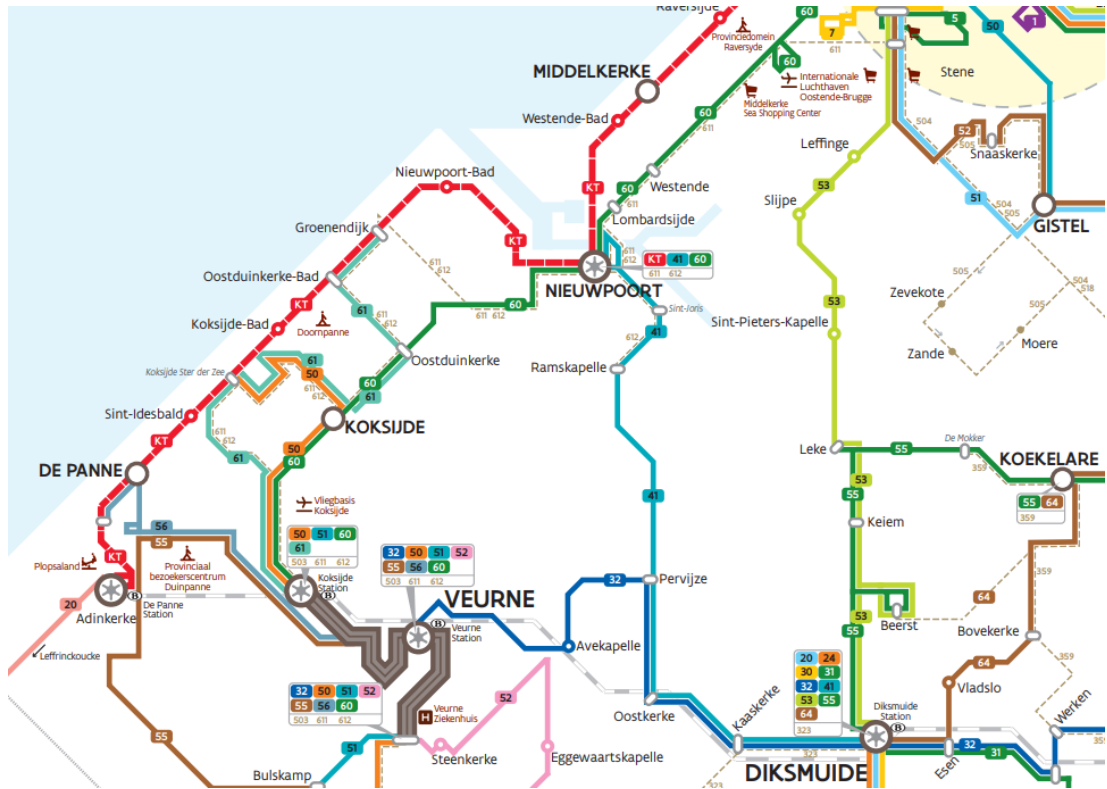 RAVERSIJDE
60
Provinciedomein
Raversyde
7
611
5
50
1
60
Stene
MIDDELKERKE
Internationale
Luchthaven
Oostende-Brugge
KT
60
611
Middelkerke
Sea Shopping Center
Westende-Bad
504
52
505
Snaaskerke
Leffinge
Nieuwpoort-Bad
KT
60
611
Westende
53
Slijpe
51
504
505
GISTEL
Groenendijk
KT
Lombardsijde
611
612
KT 41 60
611 612
611
612
NIEUWPOORT
505
504
518
Oostduinkerke-Bad
KT
61
611
612
60
611 612
Sint-Joris
53
Zevekote
505
Koksijde-Bad
Doornpanne
41
612
Sint-Pieters-Kapelle
Zande
Moere
Oostduinkerke
61
50
60
61
611
612
Koksijde Ster der Zee
Ramskapelle
Sint-Idesbald
KT
611
612
61
KOKSIJDE
50
60
Leke
55
De Mokker
359
KOEKELARE
DE PANNE
53
55
55 64
359
41
Vliegbasis
Koksijde
Keiem
56
55
50 51 60
61
503 611 612
32 50 51 52
55 56 60
503 611 612
359
Plopsaland
KT
Provinciaal
bezoekerscentrum
Duinpanne
Koksijde
Station
B
VEURNE
32
Pervijze
64
B
De Panne
Station
20
Adinkerke
Beerst
53
55
Bovekerke
Veurne
Station
B
Avekapelle
Leffrinckoucke
20 24
30 31
32 41
53 55
64
323
64
359
32 50 51 52
55 56 60
503 611 612
52
Vladslo
H
Veurne
Ziekenhuis
Oostkerke
Kaaskerke
Diksmuide
Station
B
Werken
55
51
Steenkerke
Eggewaartskapelle
323
32
31
359
Esen
Bulskamp
DIKSMUIDE
323